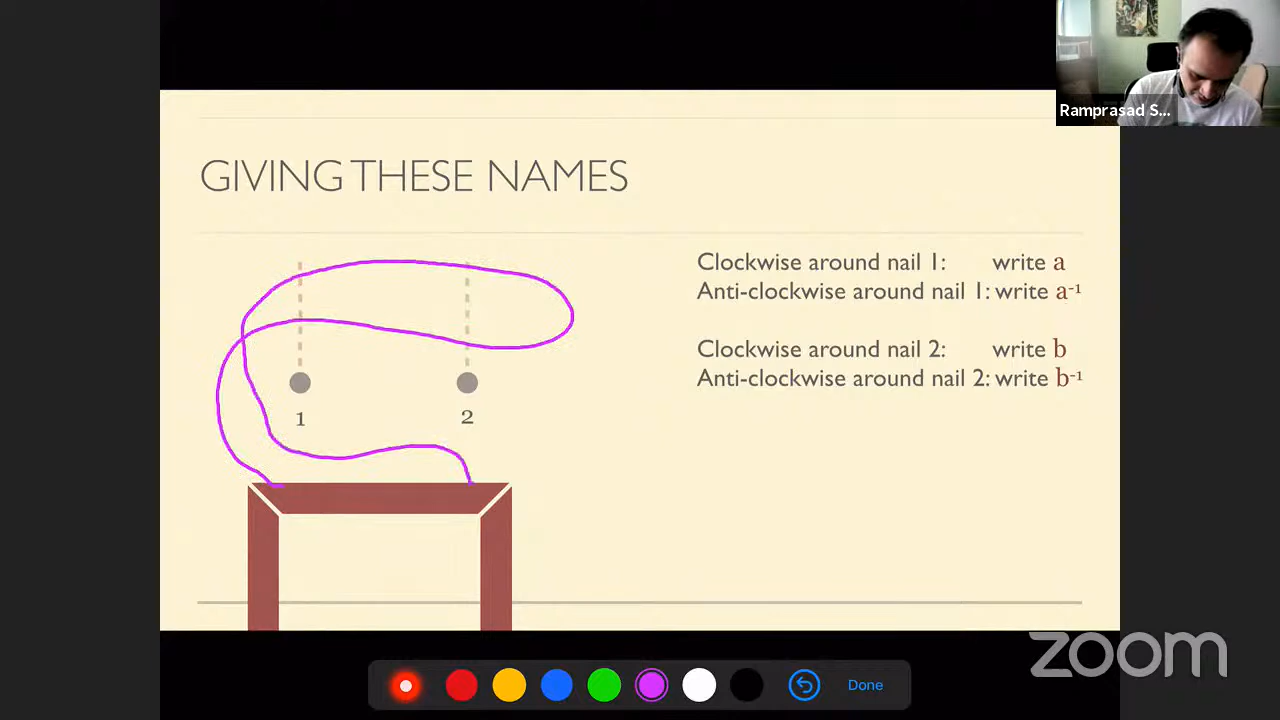 Ramprasad S...
GIVING THESE NAMES
Clockwise around nail 1: write a
Anti-clockwise around nail 1: write a⁻¹
Clockwise around nail 2: write b
Anti-clockwise around nail 2: write b⁻¹
1 2
zoom
Done